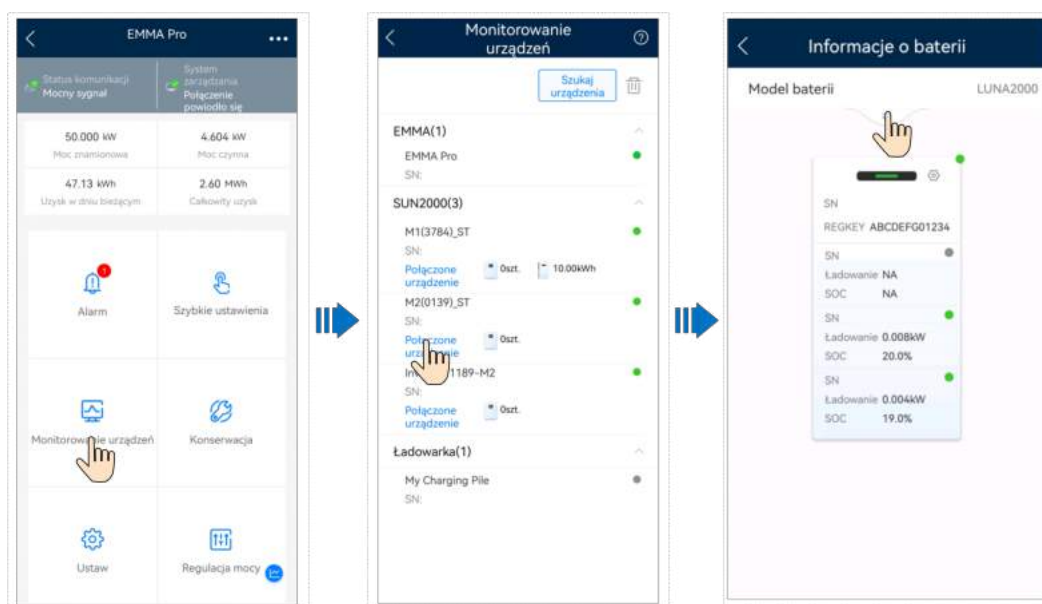 EMMA Pro
Status komunikacji
Mocny sygnał
System
zarządzania
Połączenie
powiodło się
50.000 kW
Moc znamionowa
4.604 kW
Moc czynna
47.13 kWh
Uzysk w dniu bieżącym
2.60 MWh
Całkowity uzysk
1
Alarm
Szybkie ustawienia
Monitorowanie urządzeń
Konserwacja
Ustaw
Regulacja mocy
Monitorowanie
urządzeń
Szukaj
urządzenia
EMMA(1)
EMMA Pro
SN:
SUN2000(3)
M1(3784)_ST
SN:
Połączone
urządzenie
0szt.
10.00kWh
M2(0139)_ST
SN:
Połączone
0szt.
1189-M2
SN:
Połączone
urządzenie
0szt.
Ładowarka(1)
My Charging Pile
SN:
Informacje o baterii
Model baterii
LUNA2000
SN
REGKEY ABCDEFG01234
SN
Ładowanie NA
SOC NA
SN
Ładowanie 0.008kW
SOC 20.0%
SN
Ładowanie 0.004kW
SOC 19.0%